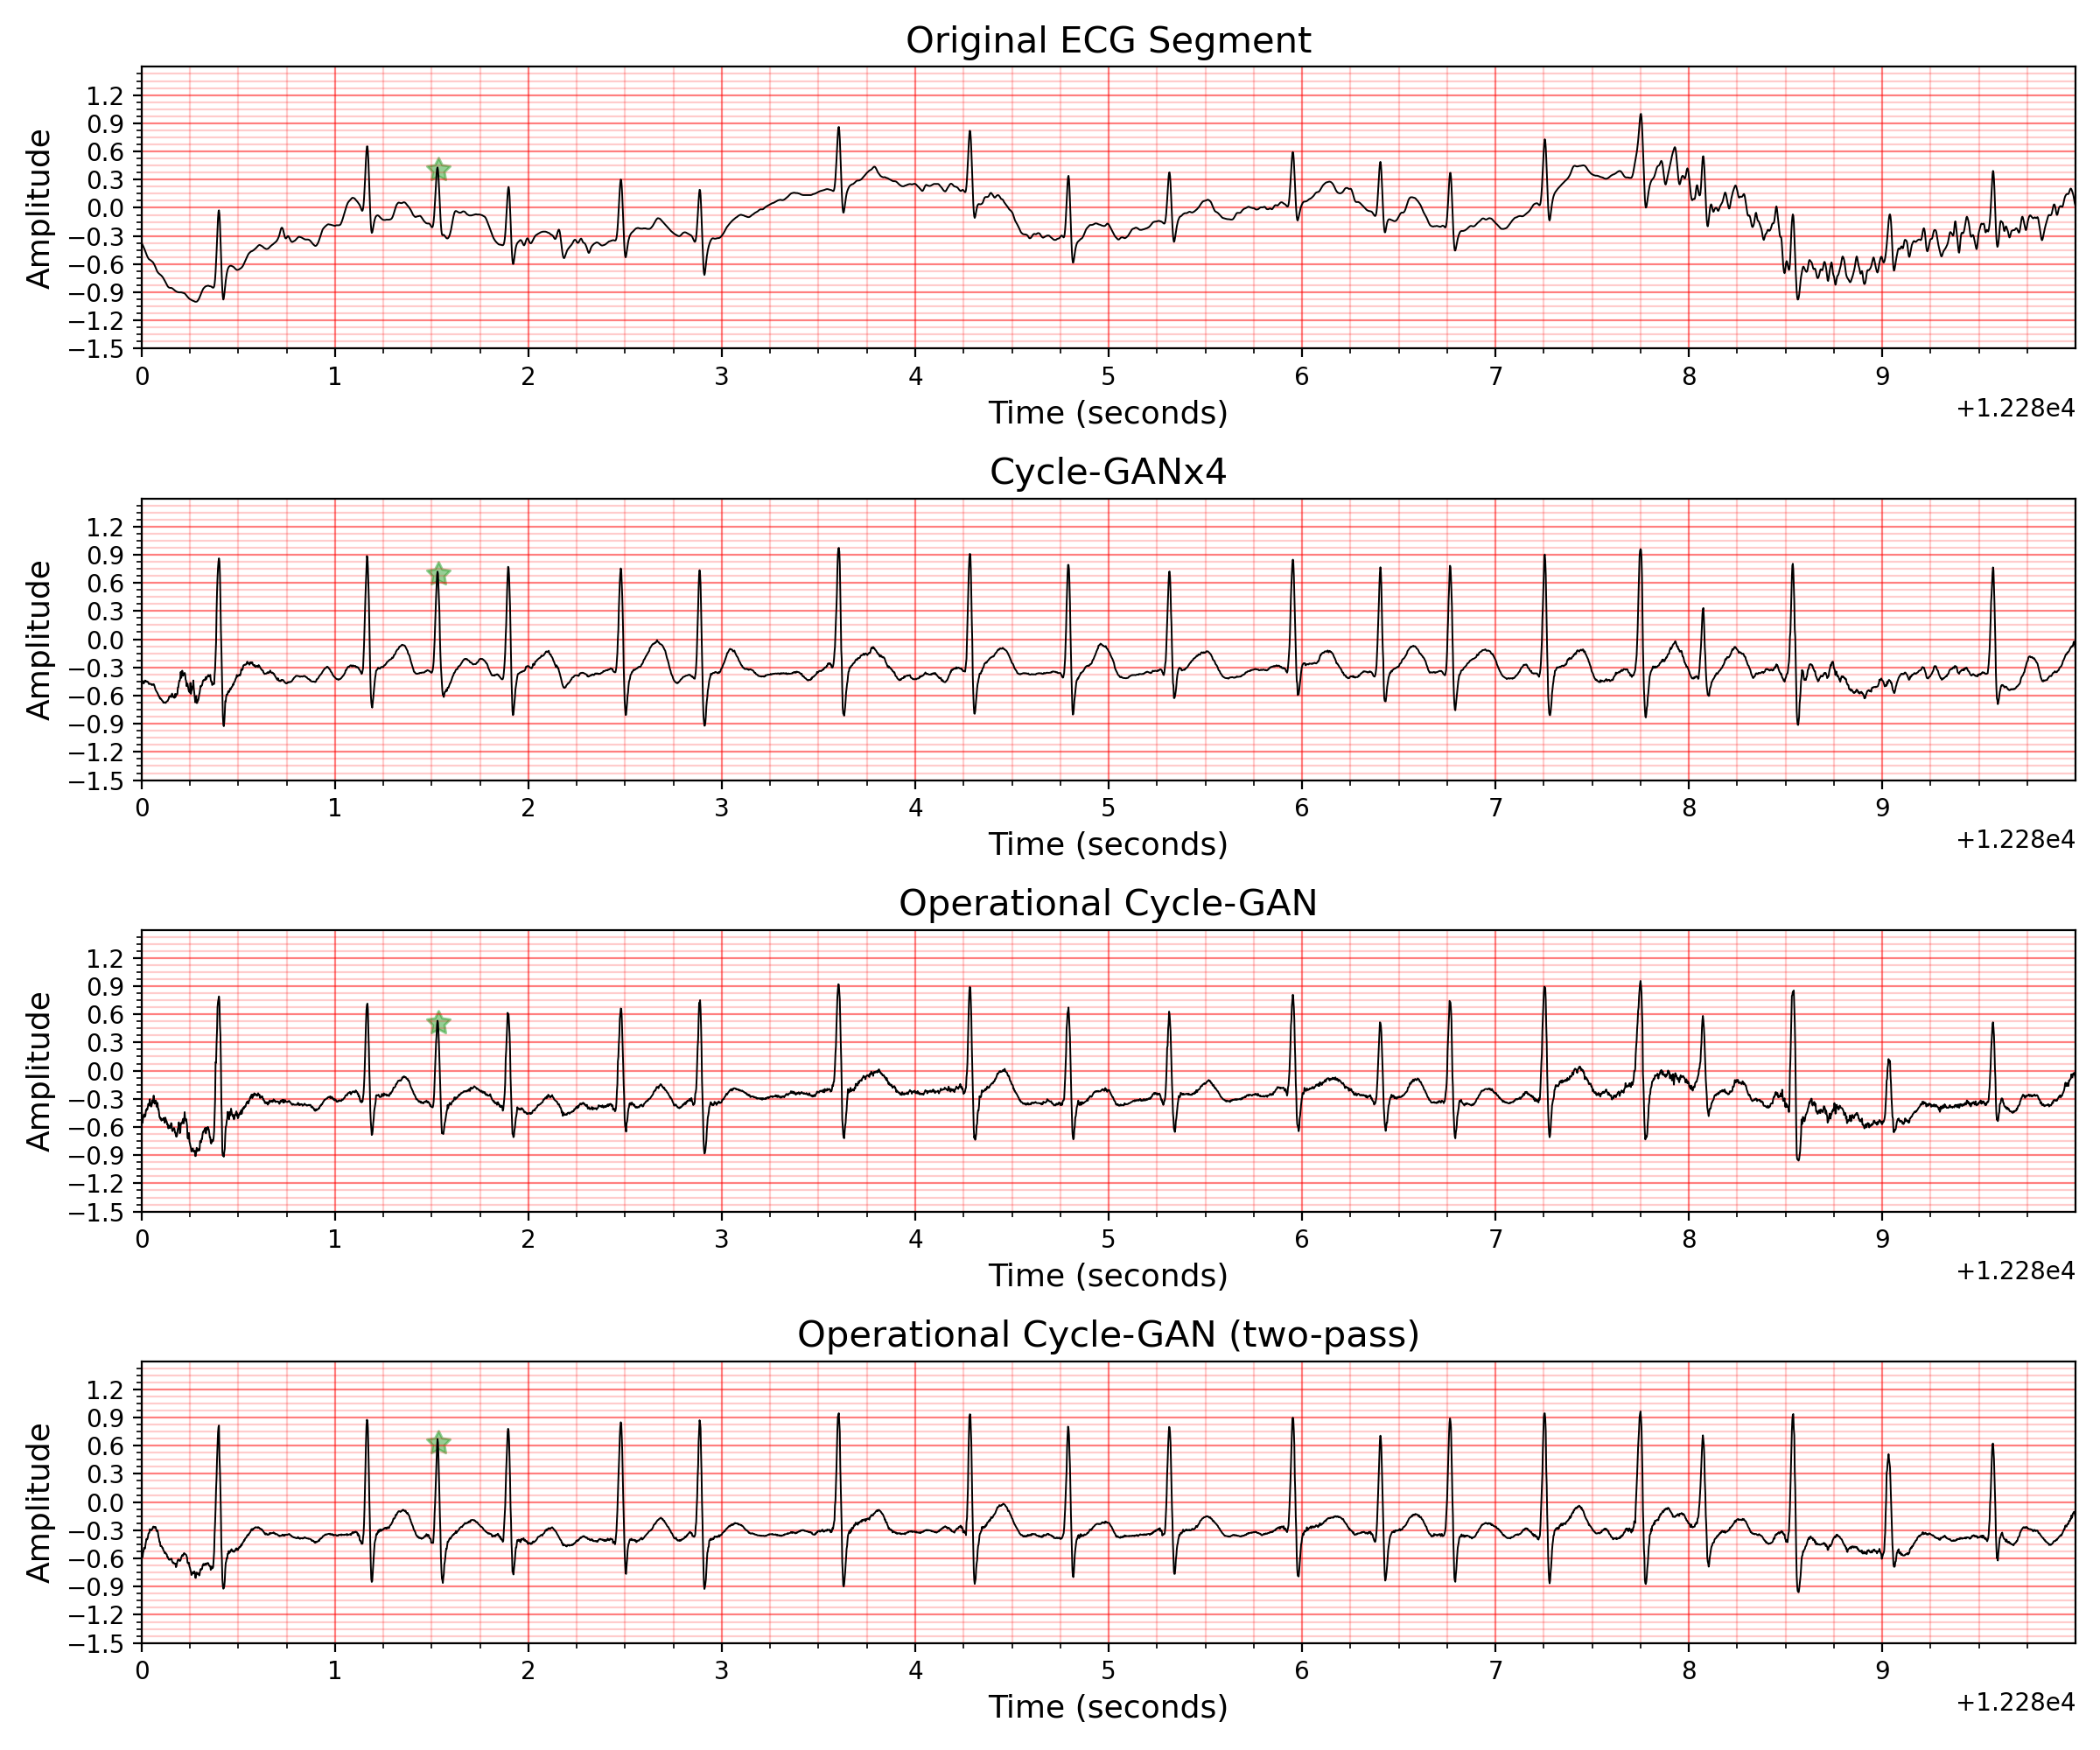 Original ECG Segment
Amplitude
1.2
0.9
0.6
0.3
0.0
−0.3
−0.6
−0.9
−1.2
−1.5
0 1 2 3 4 5 6 7 8 9
Time (seconds)
+1.228e4
Cycle-GANx4
Amplitude
1.2
0.9
0.6
0.3
0.0
−0.3
−0.6
−0.9
−1.2
−1.5
0 1 2 3 4 5 6 7 8 9
Time (seconds)
+1.228e4
Operational Cycle-GAN
Amplitude
1.2
0.9
0.6
0.3
0.0
−0.3
−0.6
−0.9
−1.2
−1.5
0 1 2 3 4 5 6 7 8 9
Time (seconds)
+1.228e4
Operational Cycle-GAN (two-pass)
Amplitude
1.2
0.9
0.6
0.3
0.0
−0.3
−0.6
−0.9
−1.2
−1.5
0 1 2 3 4 5 6 7 8 9
Time (seconds)
+1.228e4